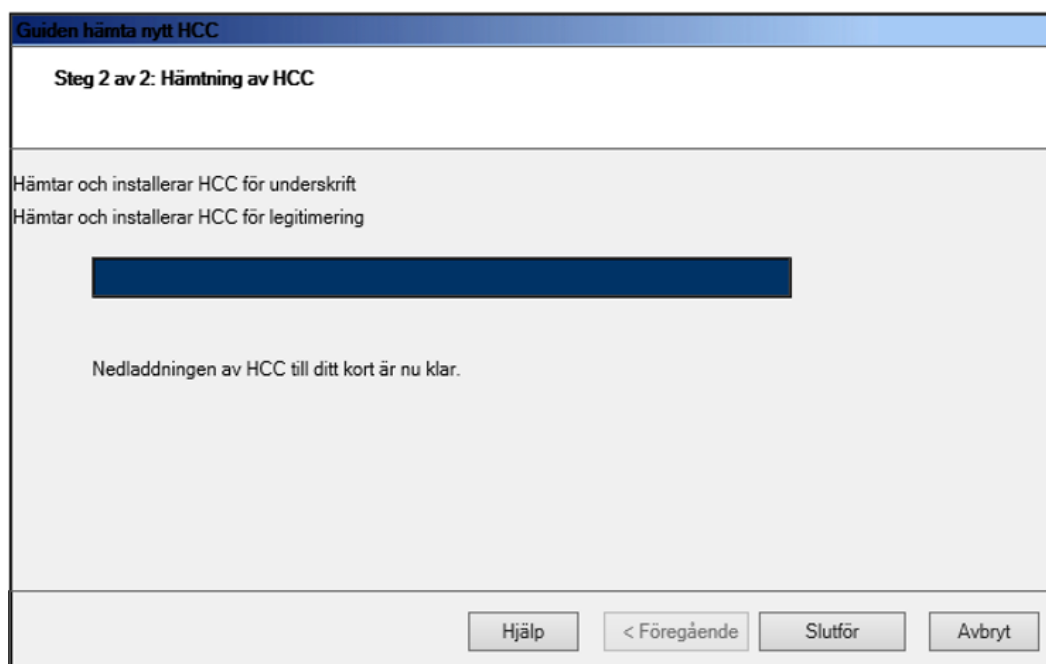 Guiden hämta nytt HCC
Steg 2 av 2: Hämtning av HCC
Hämtar och installerar HCC för underskrift
Hämtar och installerar HCC för legitimering
Nedladdningen av HCC till ditt kort är nu klar.
Hjälp < Föregående Slutför Avbryt